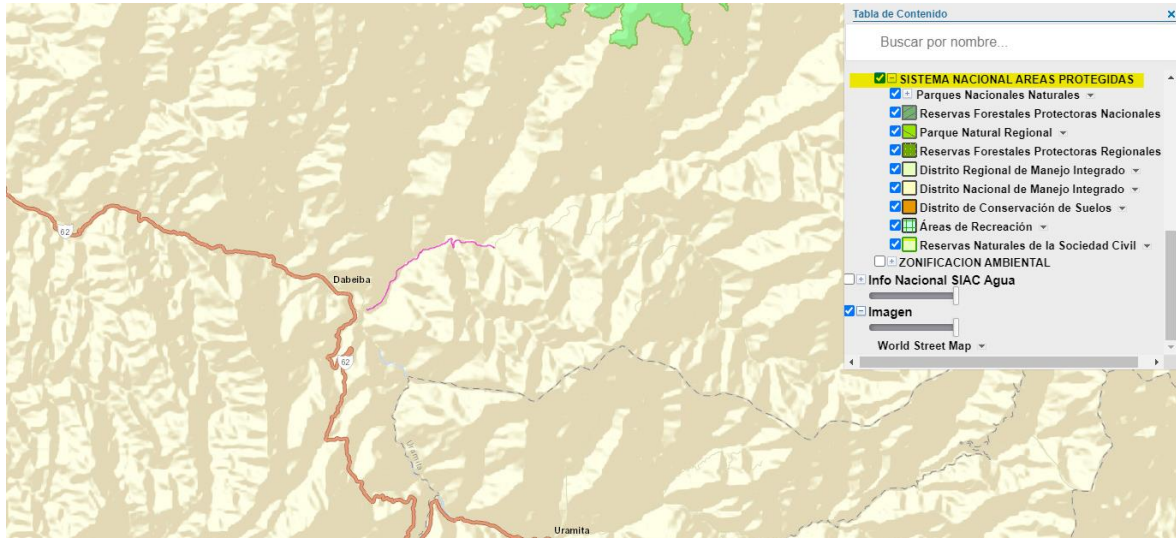 Tabla de Contenido
Buscar por nombre...
SISTEMA NACIONAL AREAS PROTEGIDAS
Parques Nacionales Naturales
Reservas Forestales Protectoras Nacionales
Parque Natural Regional
Reservas Forestales Protectoras Regionales
Distrito Regional de Manejo Integrado
Distrito Nacional de Manejo Integrado
Distrito de Conservación de Suelos
Áreas de Recreación
Reservas Naturales de la Sociedad Civil
ZONIFICACION AMBIENTAL
Info Nacional SIAC Agua
Imagen
World Street Map
62
Dabeiba
62
Uramita
Uramita